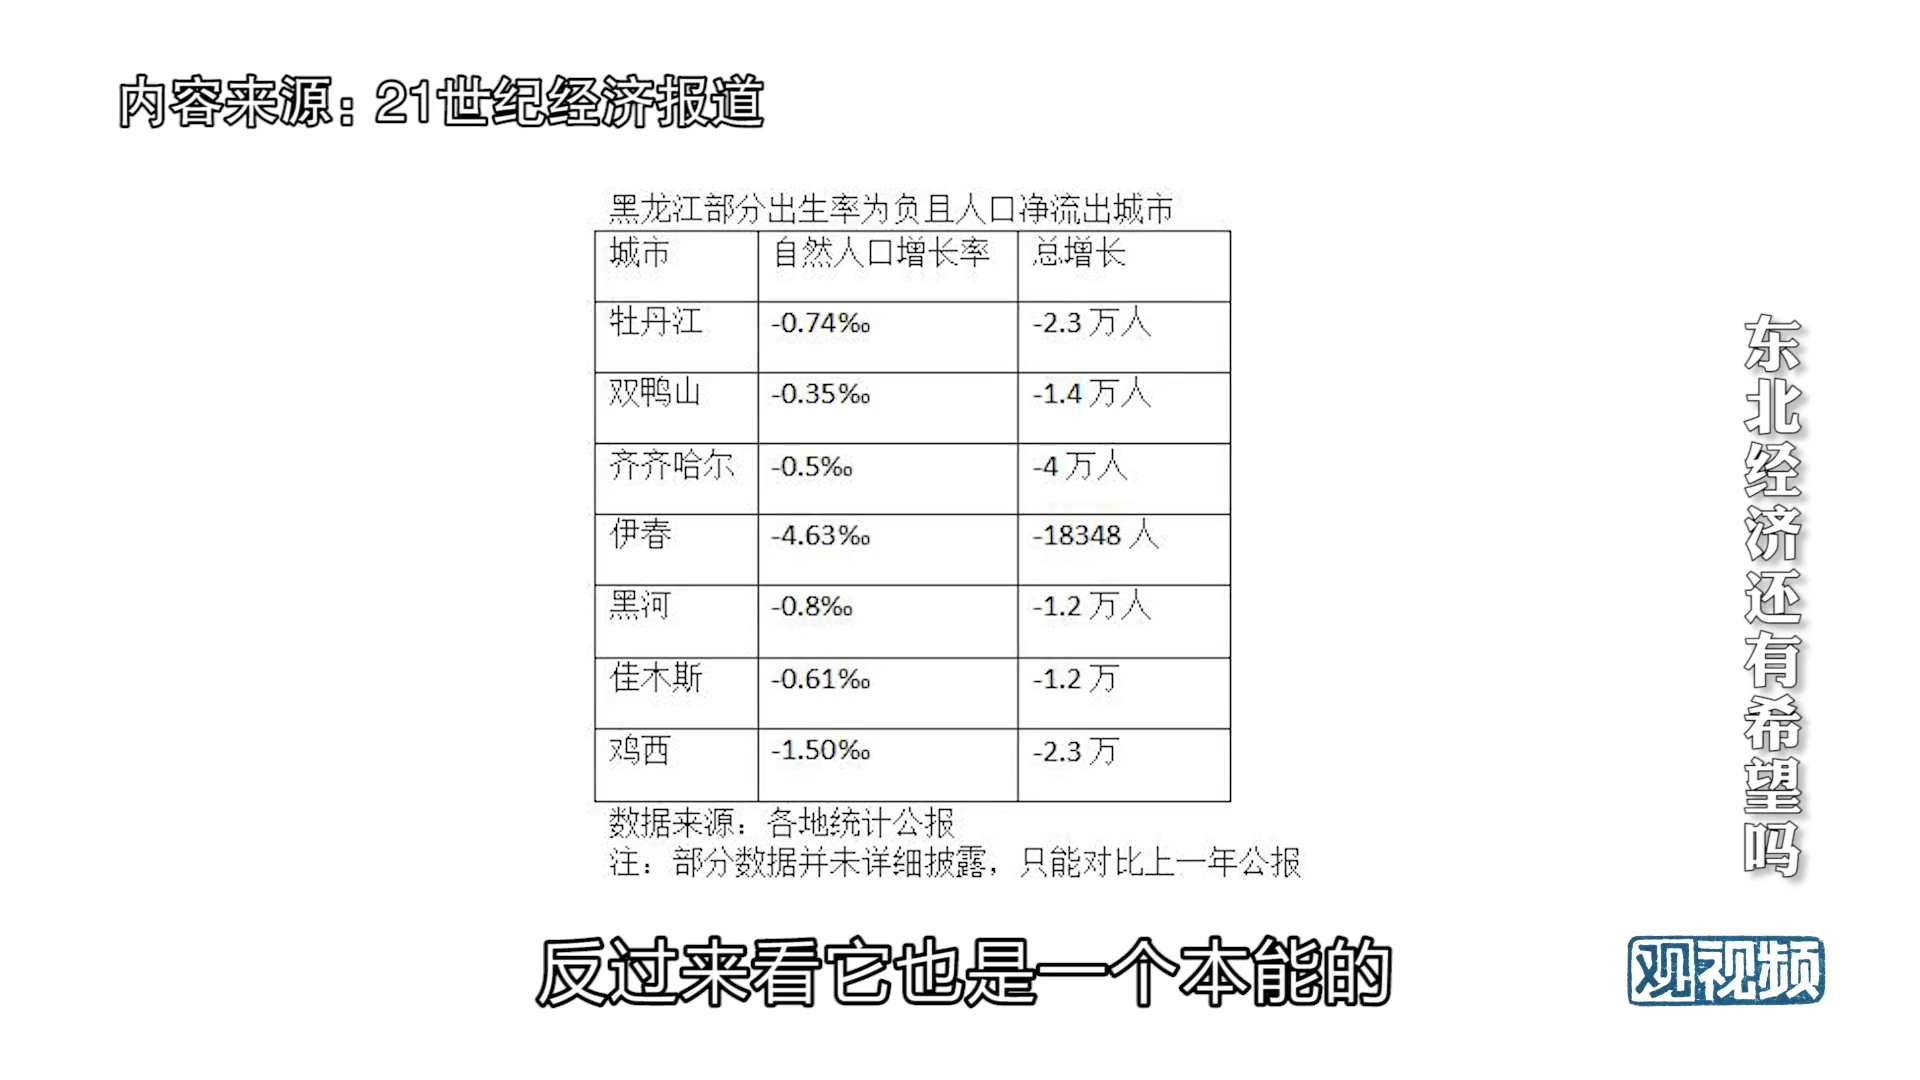 内容来源：21世纪经济报道
黑龙江部分出生率为负且人口净流出城市
城市 自然人口增长率 总增长
牡丹江 -0.74‰ -2.3 万人
双鸭山 -0.35‰ -1.4 万人
齐齐哈尔 -0.5‰ -4 万人
伊春 -4.63‰ -18348 人
黑河 -0.8‰ -1.2 万人
佳木斯 -0.61‰ -1.2 万
鸡西 -1.50‰ -2.3 万
数据来源：各地统计公报
注：部分数据并未详细披露，只能对比上一年公报
东北经济还有希望吗
反过来看它也是一个本能的
观视频